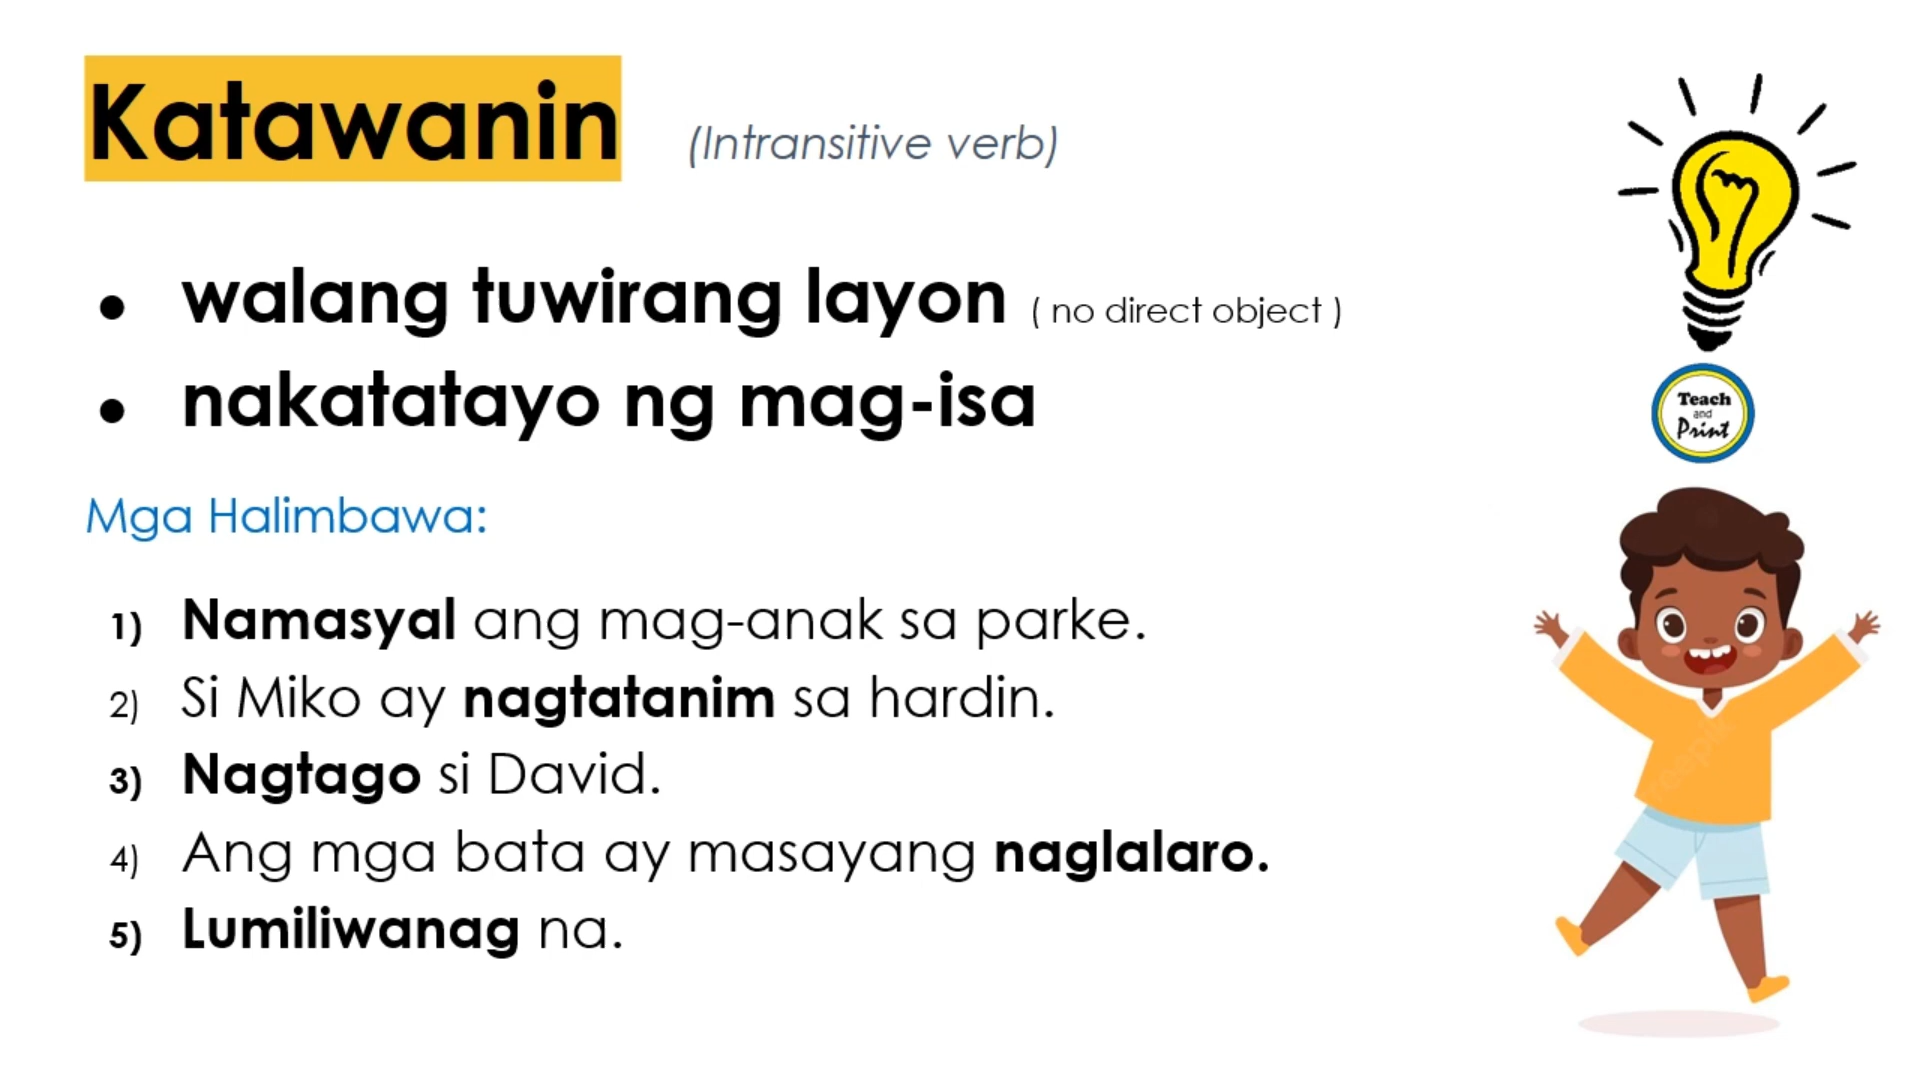 Katawanin (Intransitive verb)
• walang tuwirang layon ( no direct object )
• nakatatayo ng mag-isa
Teach
and
Print
Mga Halimbawa:
1) Namasyal ang mag-anak sa parke.
2) Si Miko ay nagtatanim sa hardin.
3) Nagtago si David.
4) Ang mga bata ay masayang naglalaro.
5) Lumiliwanag na.